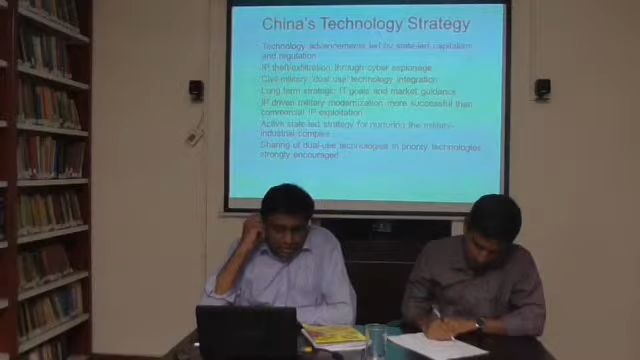 China's Technology Strategy
Technology advancements led by state-led capitalism
and regulation
IP theft/exfiltration through cyber espionage
Civil military, dual use technology integration
Long term strategic IT goals and market guidance
IP driven military modernization more successful than
commercial IP exploitation
Active state-led strategy for nurturing the military-
industrial complex
Sharing of dual-use technologies in priority technologies
strongly encouraged